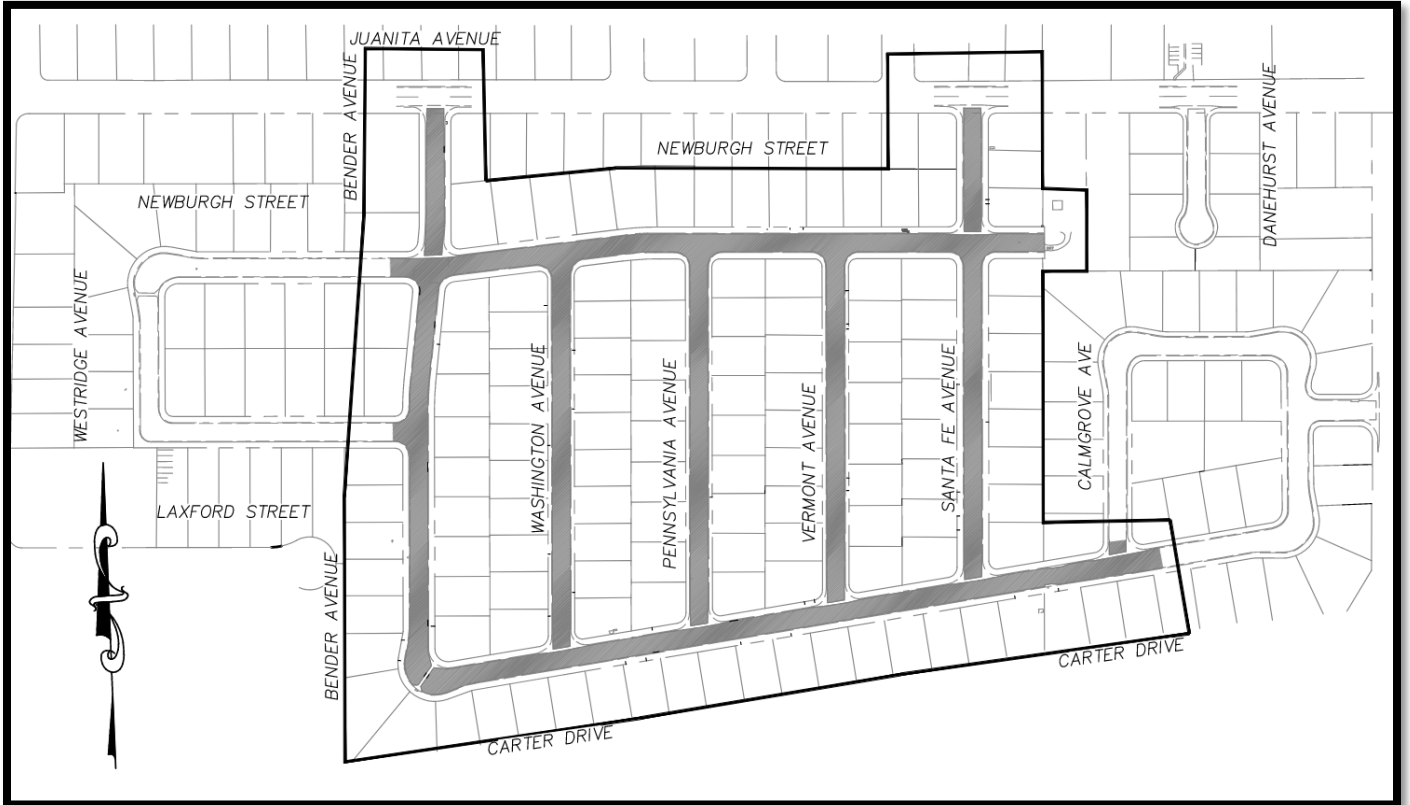 JUANITA AVENUE
BENDER AVENUE
DANEHURST AVENUE
NEWBURGH STREET
NEWBURGH STREET
WESTRIDGE AVENUE
WASHINGTON AVENUE
PENNSYLVANIA AVENUE
VERMONT AVENUE
SANTA FE AVENUE
CALMGROVE AVE
LAXFORD STREET
BENDER AVENUE
CARTER DRIVE
CARTER DRIVE